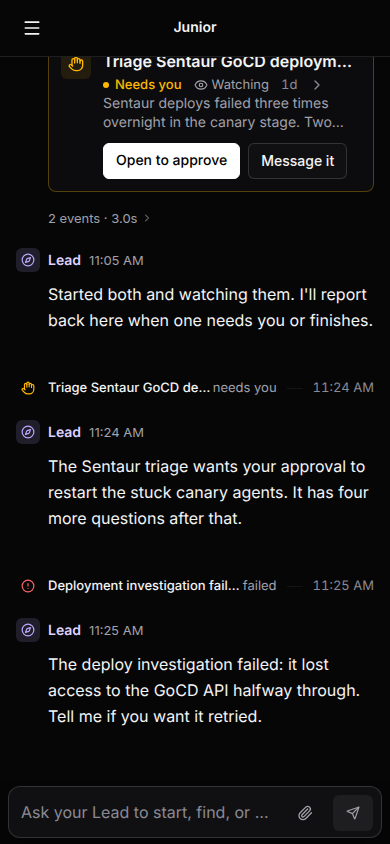 Junior
Triage Sentaur GoCD deploym...
Needs you Watching 1d
Sentaur deploys failed three times
overnight in the canary stage. Two...
Open to approve Message it
2 events · 3.0s
Lead 11:05 AM
Started both and watching them. I'll report
back here when one needs you or finishes.
Triage Sentaur GoCD de... needs you 11:24 AM
Lead 11:24 AM
The Sentaur triage wants your approval to
restart the stuck canary agents. It has four
more questions after that.
Deployment investigation fail... failed 11:25 AM
Lead 11:25 AM
The deploy investigation failed: it lost
access to the GoCD API halfway through.
Tell me if you want it retried.
Ask your Lead to start, find, or ...